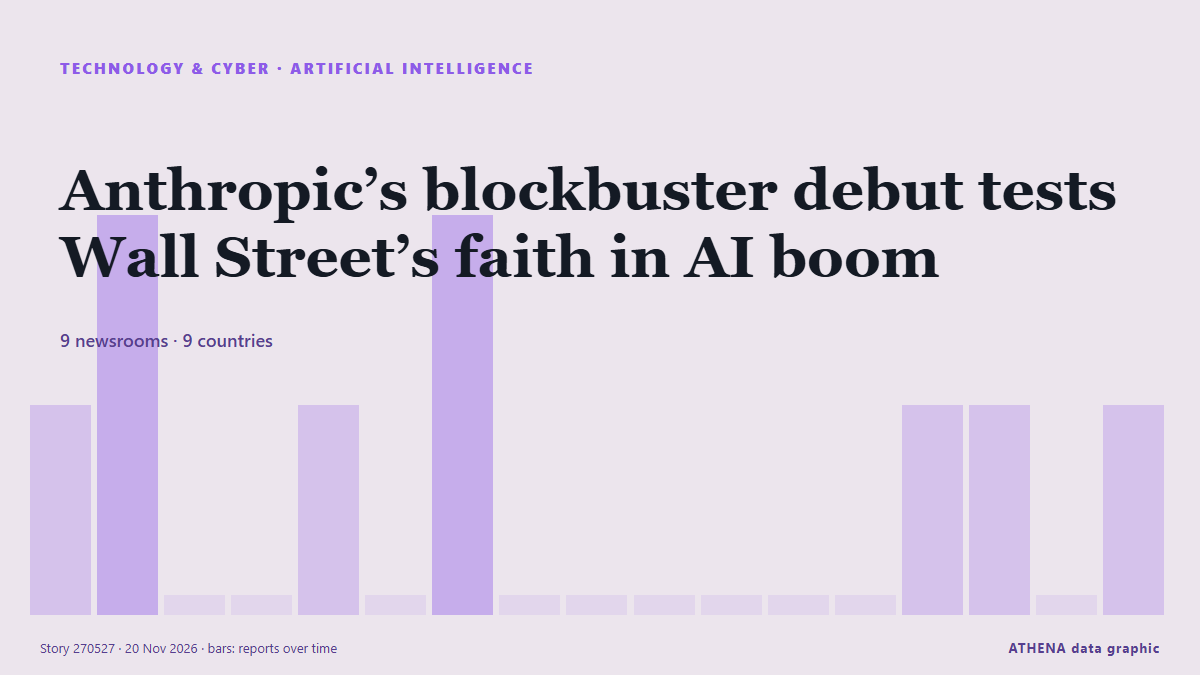 TECHNOLOGY & CYBER · ARTIFICIAL INTELLIGENCE
Anthropic’s blockbuster debut tests
Wall Street’s faith in AI boom
9 newsrooms · 9 countries
Story 270527 · 20 Nov 2026 · bars: reports over time
ATHENA data graphic